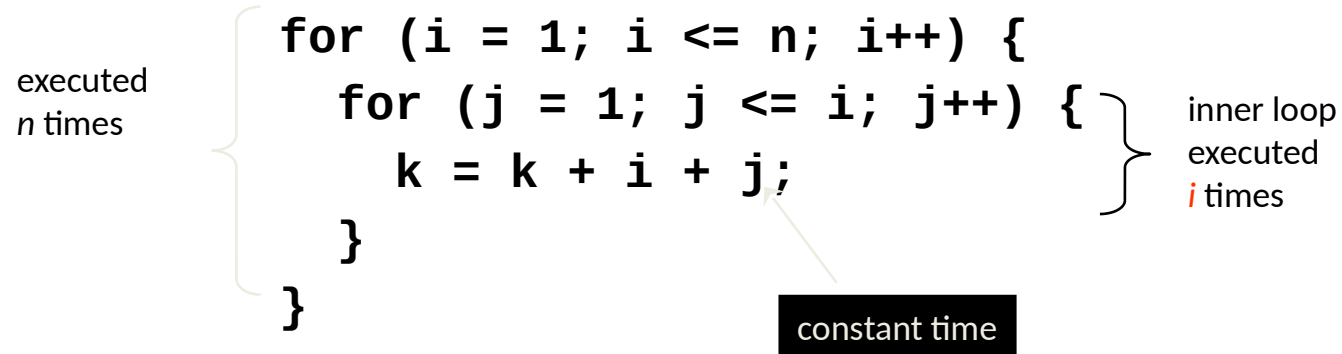 for (i = 1; i <= n; i++) {
executed
n times
for (j = 1; j <= i; j++) {
inner loop
executed
i times
k = k + i + j;
}
}
constant time